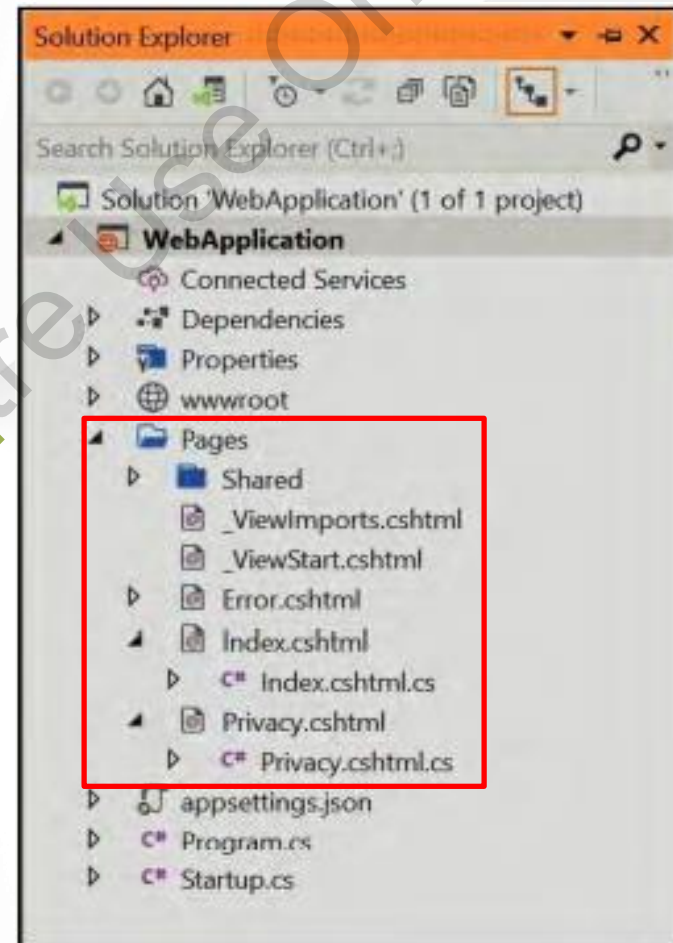 Solution Explorer
Search Solution Explorer (Ctrl+;)
Solution 'WebApplication' (1 of 1 project)
WebApplication
Connected Services
Dependencies
Properties
wwwroot
Pages
Shared
_ViewImports.cshtml
_ViewStart.cshtml
Error.cshtml
Index.cshtml
C# Index.cshtml.cs
Privacy.cshtml
C# Privacy.cshtml.cs
appsettings.json
C# Program.cs
C# Startup.cs